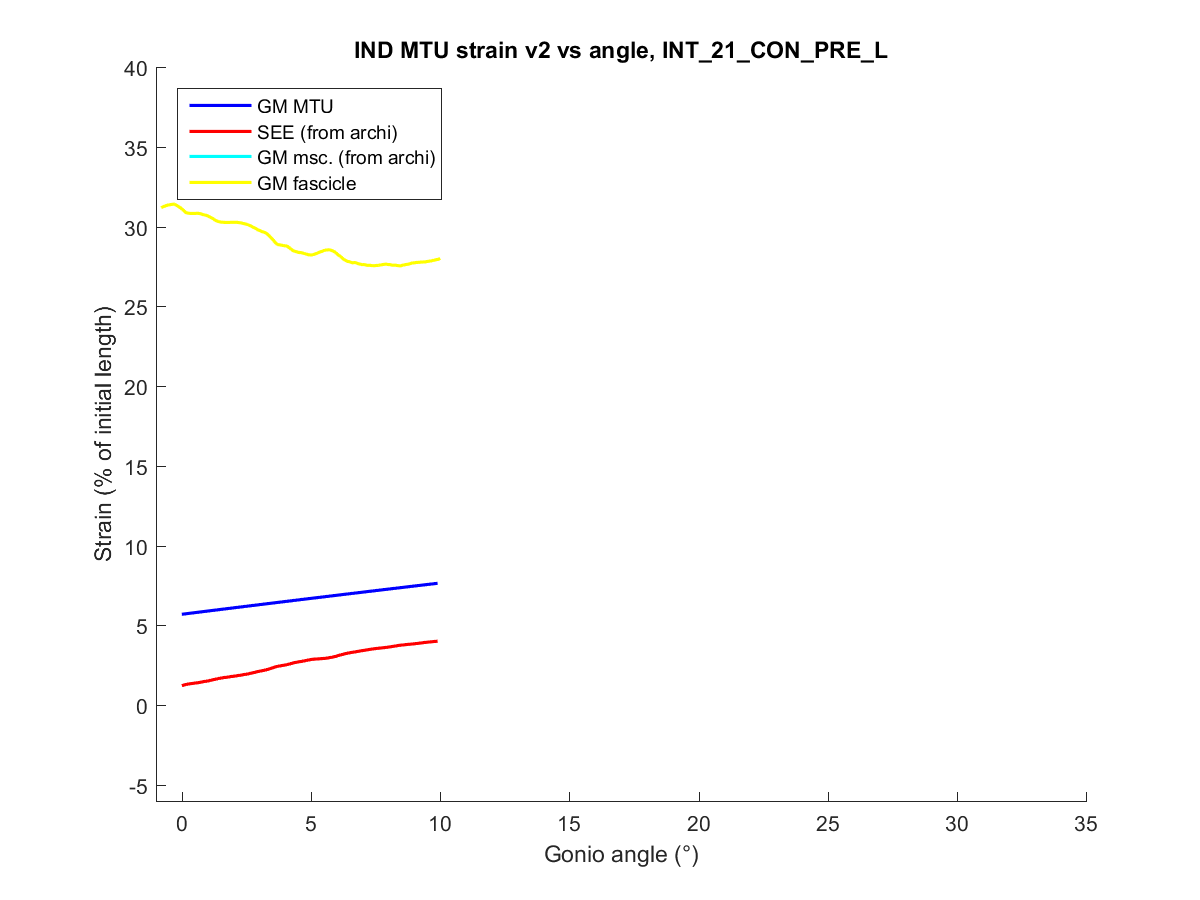 IND MTU strain v2 vs angle, INT_21_CON_PRE_L
GM MTU
SEE (from archi)
GM msc. (from archi)
GM fascicle
40
35
30
25
20
15
10
5
0
-5
Strain (% of initial length)
0 5 10 15 20 25 30 35
Gonio angle (°)